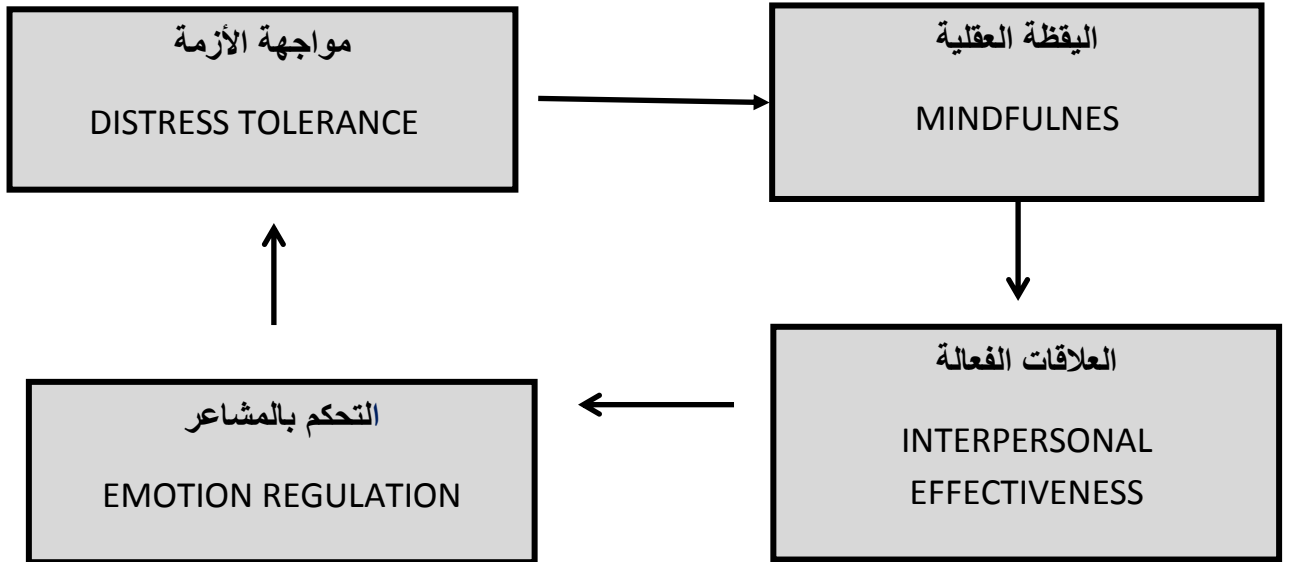 مواجهة الأزمة
DISTRESS TOLERANCE
اليقظة العقلية
MINDFULNES
العلاقات الفعالة
INTERPERSONAL
EFFECTIVENESS
التحكم بالمشاعر
EMOTION REGULATION